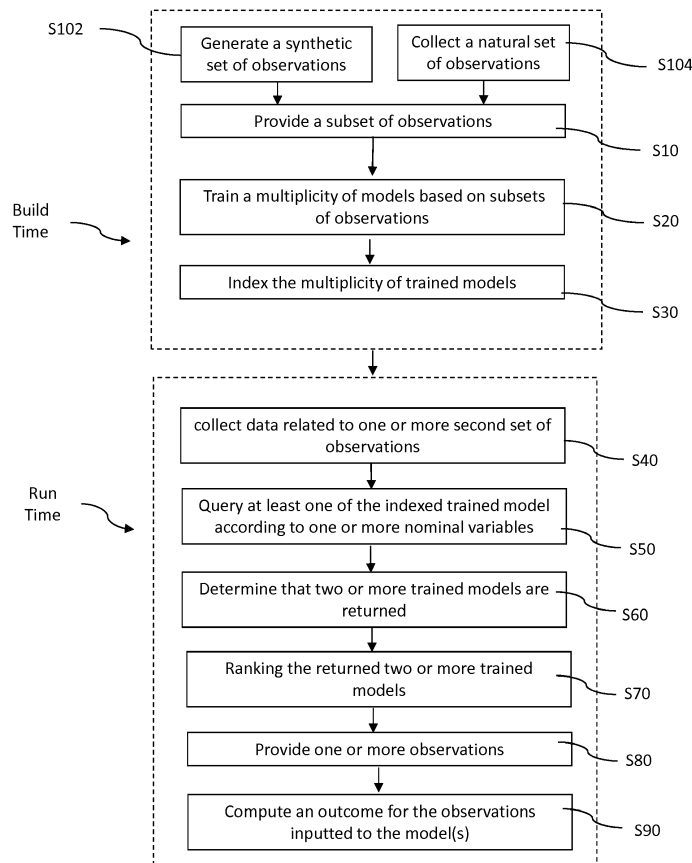 S102
Generate a synthetic
set of observations
Collect a natural set
of observations
S104
Provide a subset of observations
S10
Train a multiplicity of models based on subsets
of observations
S20
Build
Time
Index the multiplicity of trained models
S30
collect data related to one or more second set of
observations
S40
Run
Time
Query at least one of the indexed trained model
according to one or more nominal variables
S50
Determine that two or more trained models are
returned
S60
Ranking the returned two or more trained
models
S70
Provide one or more observations
S80
Compute an outcome for the observations
inputted to the model(s)
S90